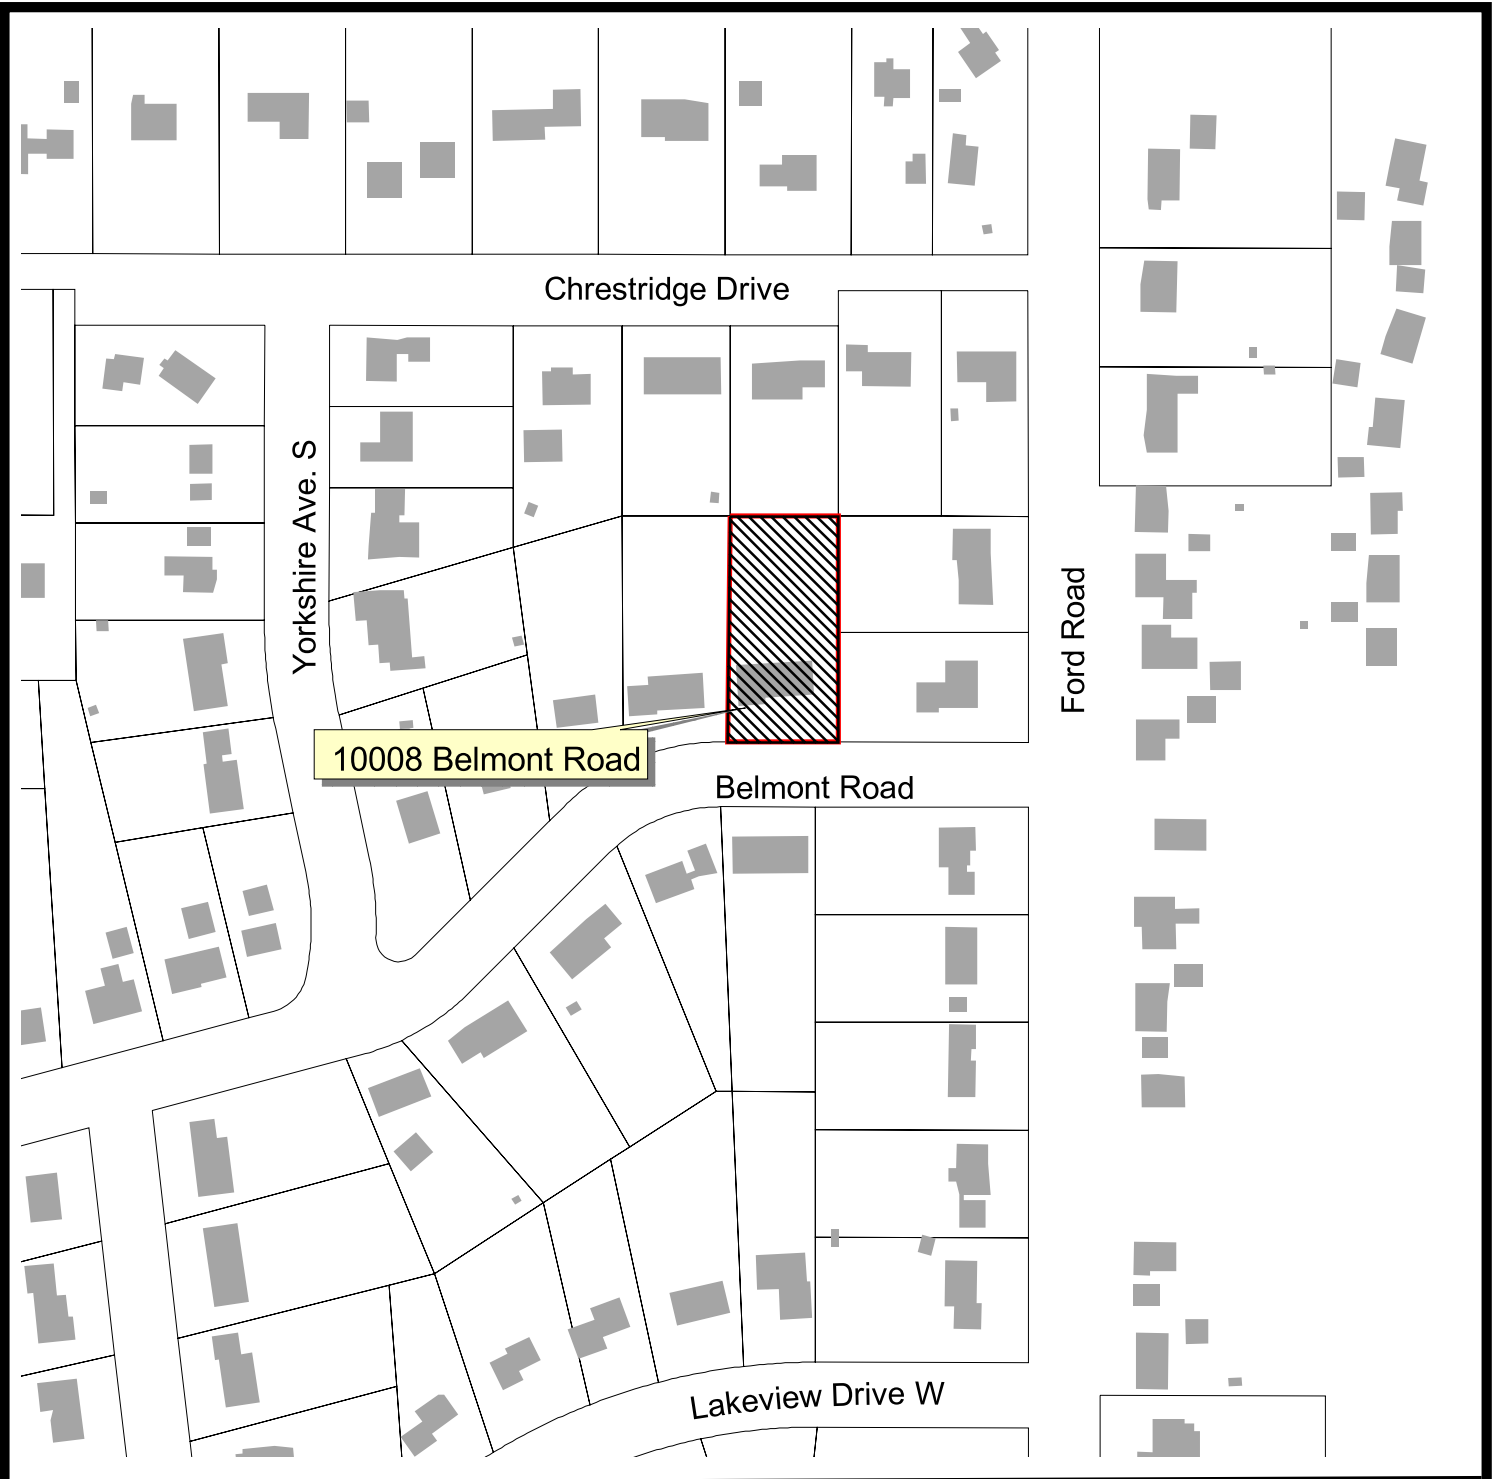 Chrestridge Drive
Yorkshire Ave. S
Ford Road
10008 Belmont Road
Belmont Road
Lakeview Drive W